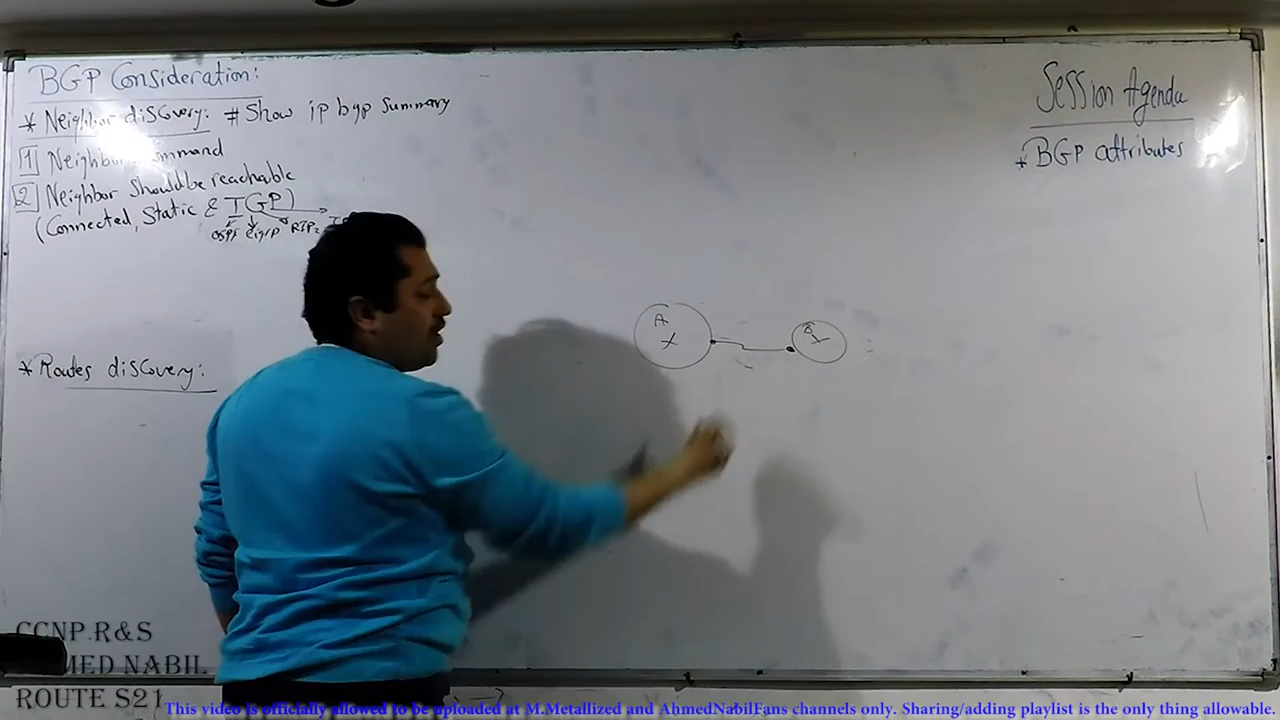 BGP Consideration:
* Neighbor discovery: # Show ip bgp summary
1 Neighbor command
2 Neighbor should be reachable
(Connected, Static & IGP)
ospf eigrp RIP2
* Routes discovery:
Session Agenda
* BGP attributes
A
X
CCNP R&S
AHMED NABIL
ROUTE S21
This video is officially allowed to be uploaded at M.Metallized and AhmedNabilFans channels only. Sharing/adding playlist is the only thing allowable.